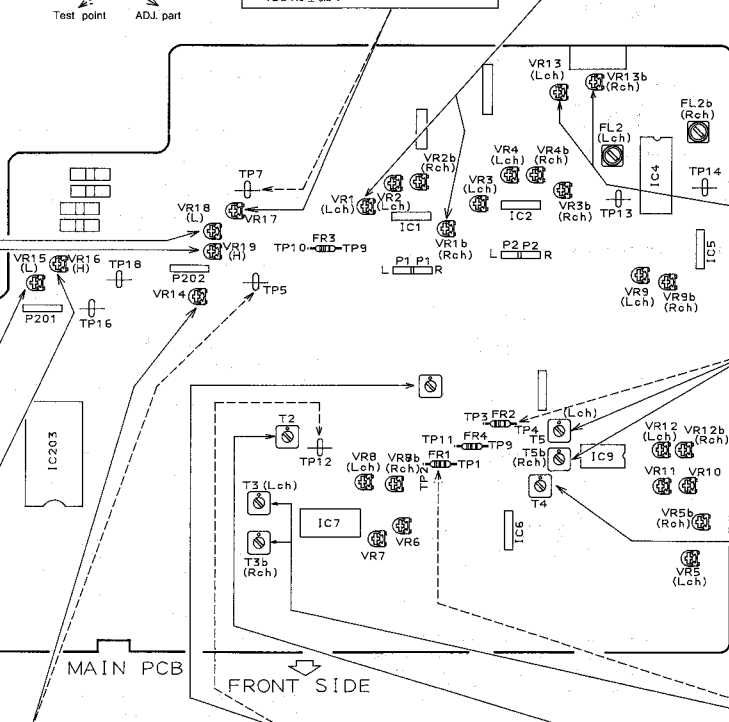 Test point
ADJ. part
VR13
(Lch)
VR13b
(Rch)
FL2b
(Rch)
FL2
(Lch)
IC4
TP14
TP13
VR2b
(Rch)
VR4
(Lch)
VR4b
(Rch)
VR3
(Lch)
VR3b
(Rch)
TP7
VR1
(Lch)
VR2
(Lch)
IC1
IC2
VR18
(L)
VR17
VR19
(H)
FR3
TP10
TP9
VR1b
(Rch)
P2 P2
L
R
P1 P1
L
R
IC5
VR15
(L)
VR16
(H)
TP18
P202
VR14
TP5
VR9
(Lch)
VR9b
(Rch)
P201
TP16
T2
TP12
TP3
FR2
TP4
(Lch)
T5
TP11
FR4
TP9
T5b
(Rch)
IC9
VR12
(Lch)
VR12b
(Rch)
IC203
VR8
(Lch)
(Rch)
FR1
TP2
TP1
T4
VR11
VR10
T3 (Lch)
IC7
VR7
VR6
IC6
VR5b
(Rch)
VR5
(Lch)
T3b
(Rch)
MAIN PCB
FRONT SIDE